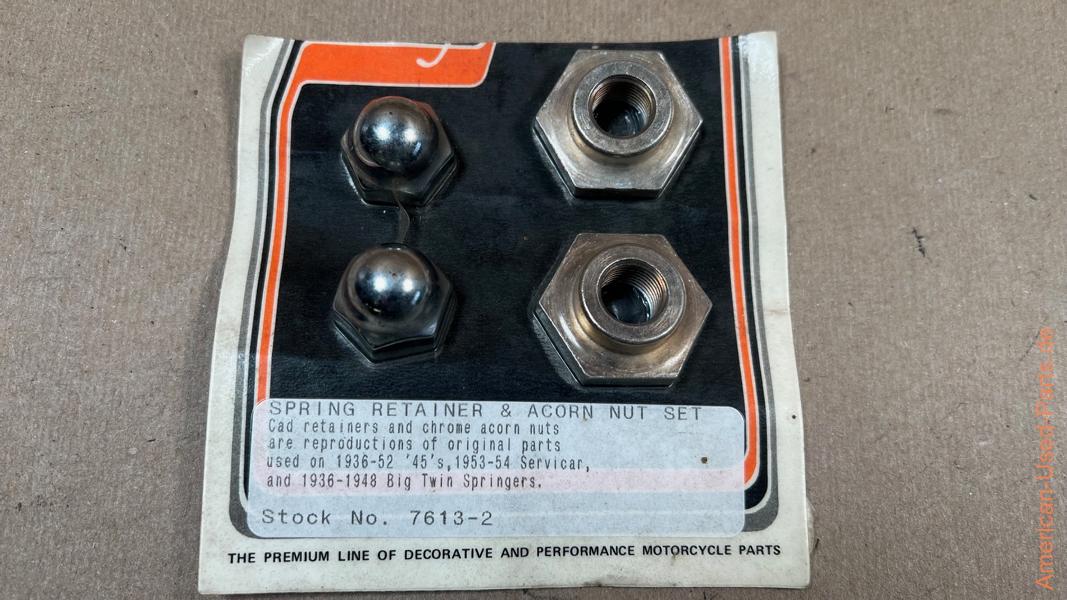 SPRING RETAINER & ACORN NUT SET
Cad retainers and chrome acorn nuts
are reproductions of original parts
used on 1936-52 '45's,1953-54 Servicar,
and 1936-1948 Big Twin Springers.
Stock No. 7613-2
THE PREMIUM LINE OF DECORATIVE AND PERFORMANCE MOTORCYCLE PARTS
American-Used-Parts.de